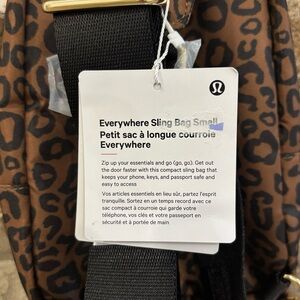 Everywhere Sling Bag Small
Petit sac à longue courroie
Everywhere
Zip up your essentials and go (go, go). Get out
the door faster with this compact sling bag that
keeps your phone, keys, and passport safe and
easy to access
Vos articles essentiels en lieu sûr, partez l'esprit
tranquille. Sortez en un temps record avec ce
sac compact à courroie qui garde votre
téléphone, vos clés et votre passeport en
sécurité et à portée de main